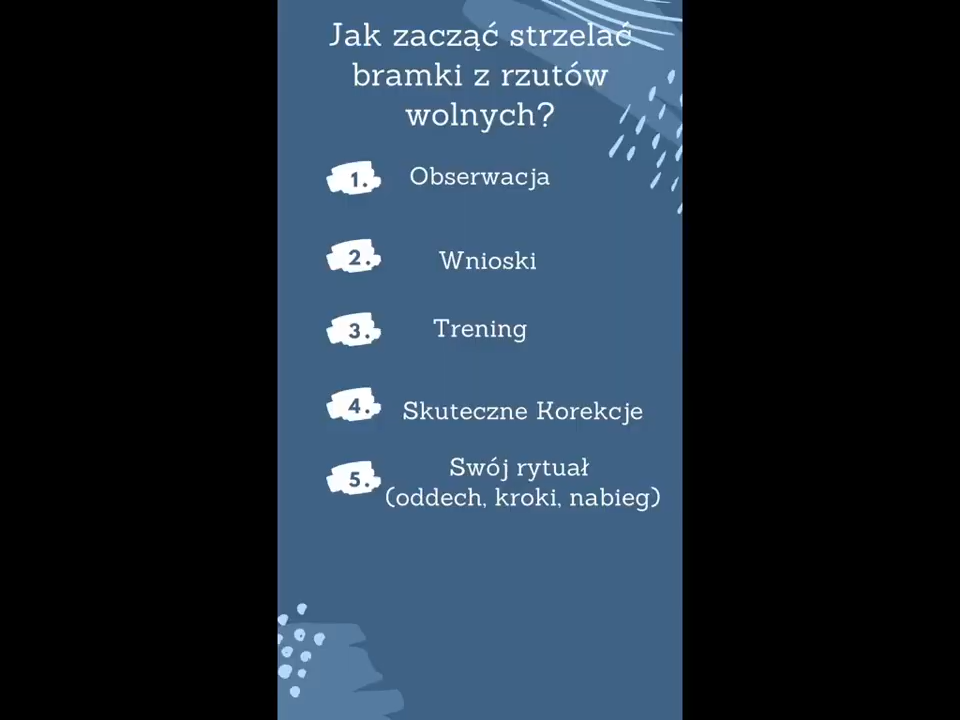 Jak zacząć strzelać
bramki z rzutów
wolnych?
1. Obserwacja
2. Wnioski
3. Trening
4. Skuteczne Korekcje
5. Swój rytuał
(oddech, kroki, nabieg)